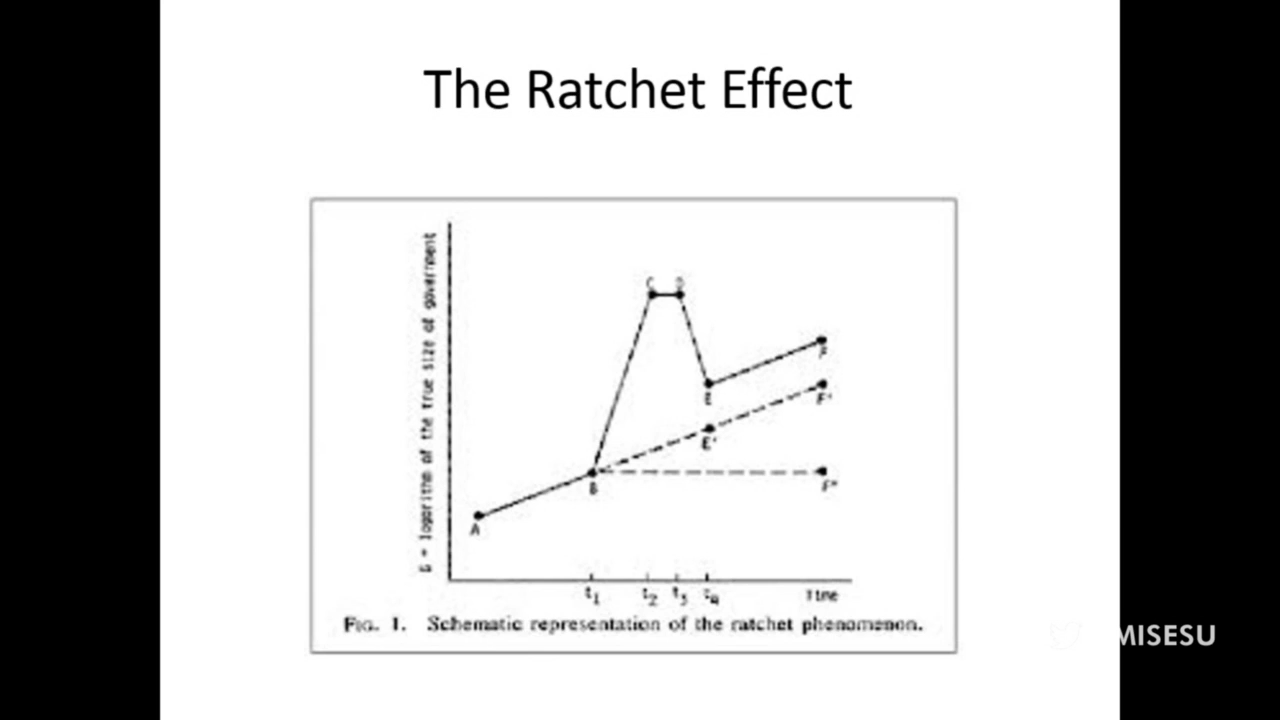 The Ratchet Effect
G = logarithm of the true size of government
C D
F
E
F'
E'
B
F"
A
t1 t2 t3 t4 Time
FIG. 1. Schematic representation of the ratchet phenomenon.
MISESU